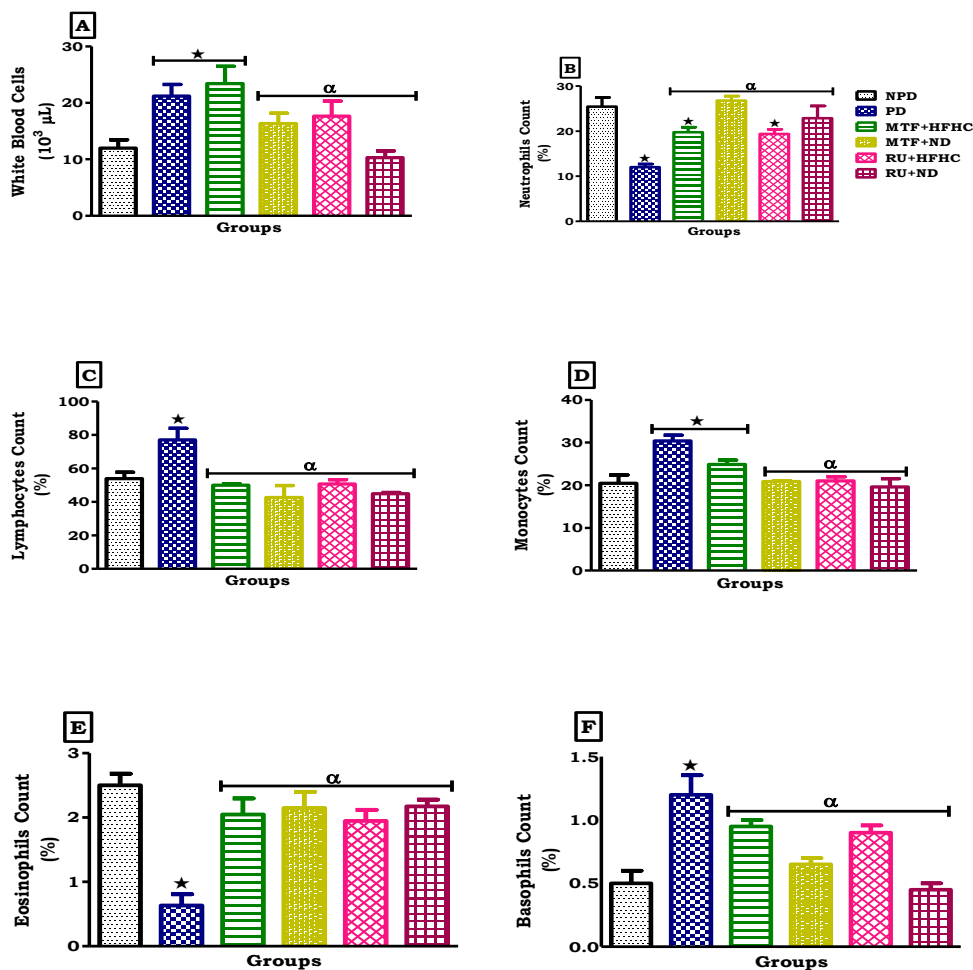 A
White Blood Cells
(10³ µL)
30
20
10
0
★
α
Groups
B
Neutrophils Count
(%)
30
20
10
0
★
★
★
α
Groups
NPD
PD
MTF+HFHC
MTF+ND
RU+HFHC
RU+ND
C
Lymphocytes Count
(%)
100
80
60
40
20
0
★
α
Groups
D
Monocytes Count
(%)
40
30
20
10
0
★
α
Groups
E
Eosinophils Count
(%)
3
2
1
0
★
α
Groups
F
Basophils Count
(%)
1.5
1.0
0.5
0.0
★
α
Groups